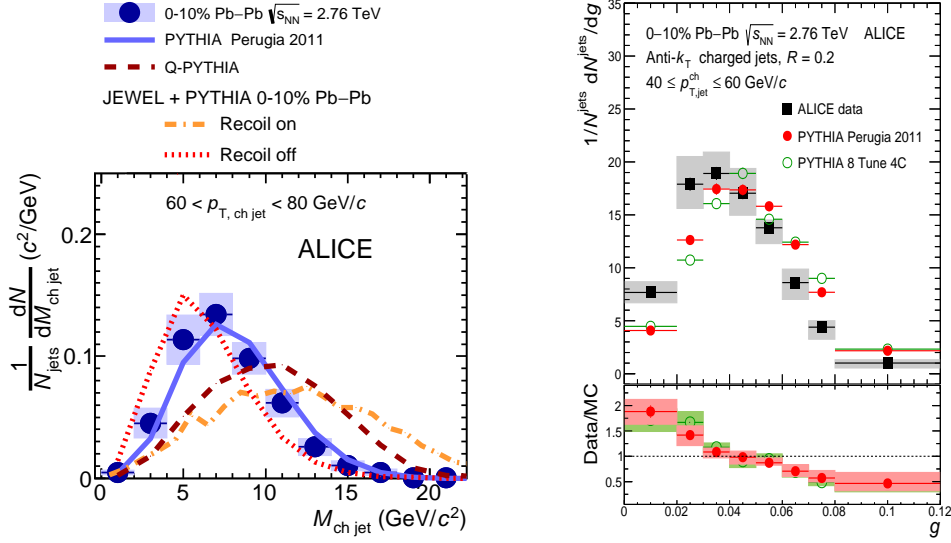 0-10% Pb–Pb √sNN = 2.76 TeV
PYTHIA Perugia 2011
Q-PYTHIA
JEWEL + PYTHIA 0-10% Pb–Pb
Recoil on
Recoil off
60 < pT, ch jet < 80 GeV/c
ALICE
1/Njets dN/dMch jet (c²/GeV)
0.2
0.1
0
0 5 10 15 20
Mch jet (GeV/c²)
0–10% Pb–Pb √sNN = 2.76 TeV ALICE
Anti-kT charged jets, R = 0.2
40 ≤ pchT,jet ≤ 60 GeV/c
ALICE data
PYTHIA Perugia 2011
PYTHIA 8 Tune 4C
1/Njets dNjets/dg
35
30
25
20
15
10
5
0
Data/MC
2
1.5
1
0.5
0 0.02 0.04 0.06 0.08 0.1 0.12
g